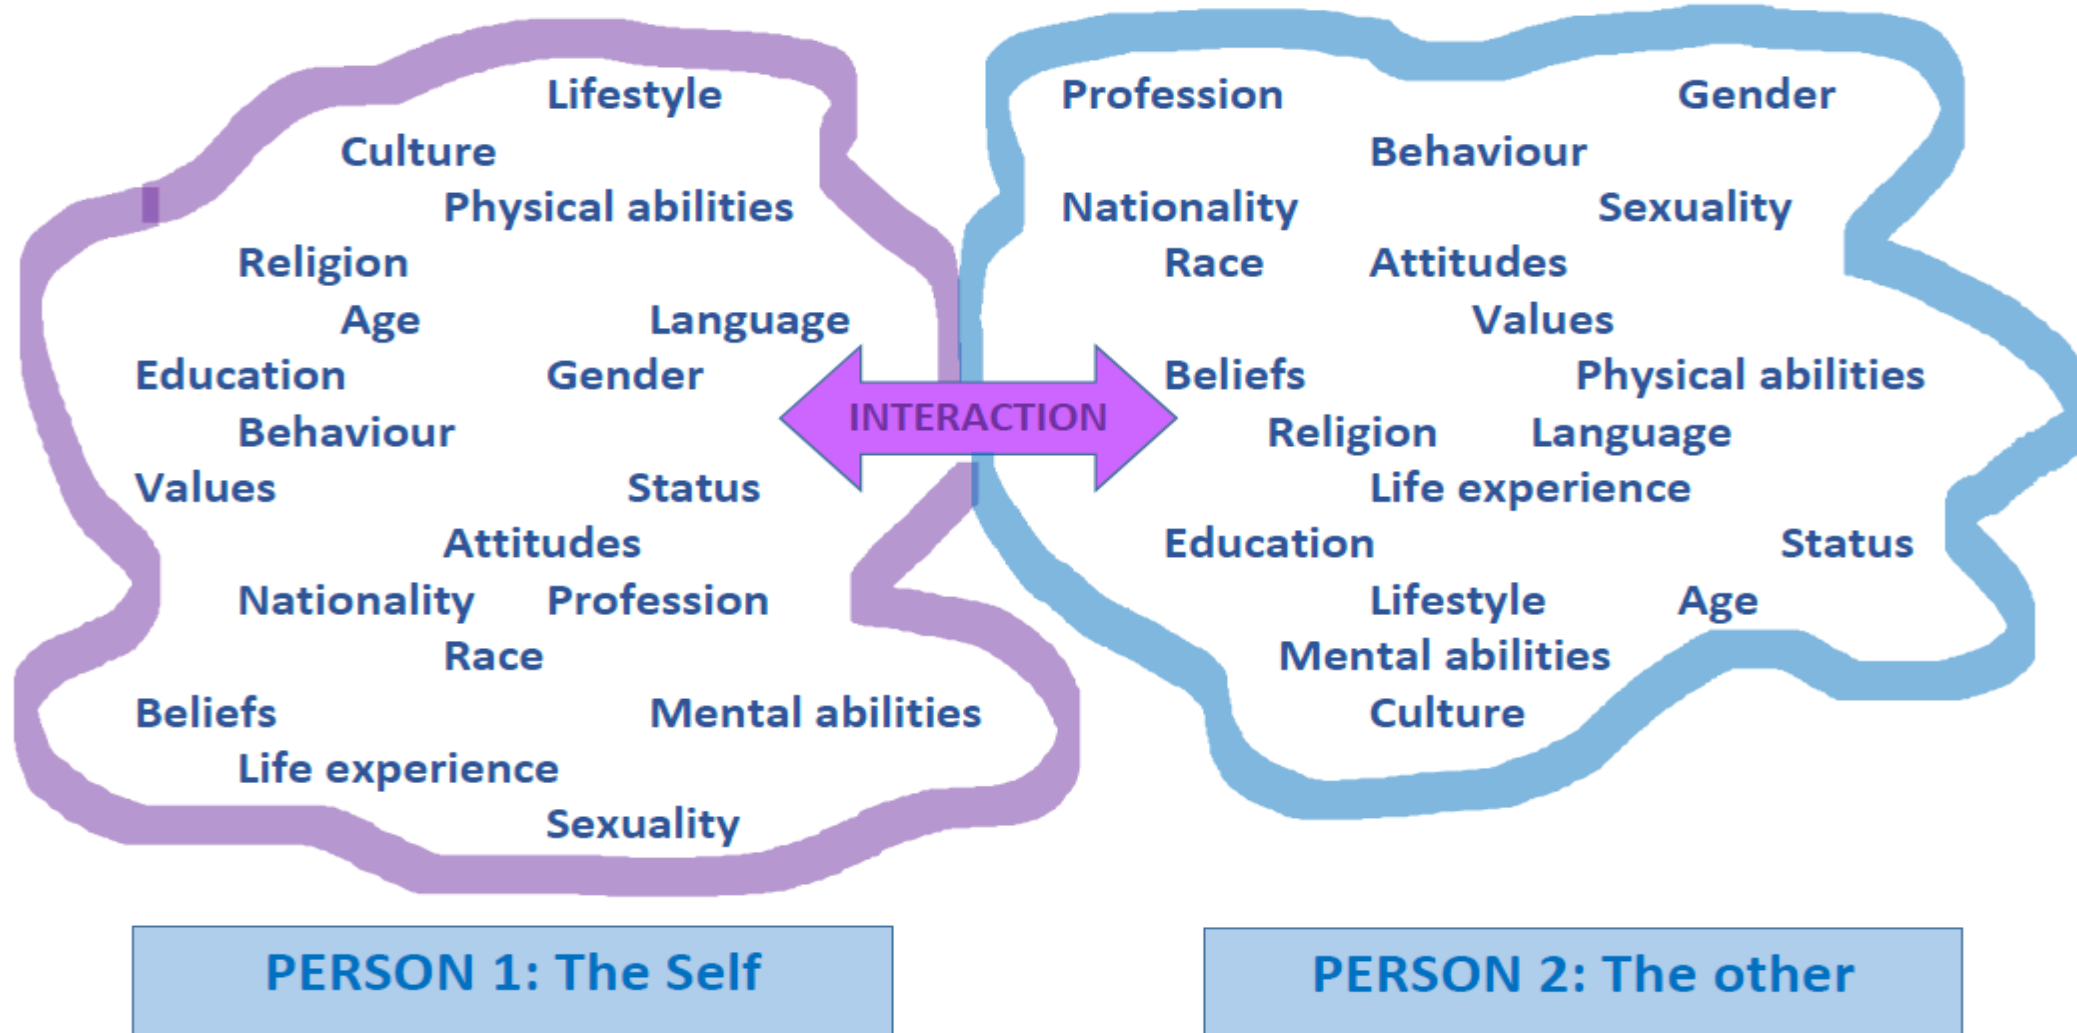 Lifestyle
Culture
Physical abilities
Religion
Age
Language
Education
Gender
Behaviour
Values
Status
Attitudes
Nationality
Profession
Race
Beliefs
Mental abilities
Life experience
Sexuality
INTERACTION
Profession
Gender
Behaviour
Nationality
Sexuality
Race
Attitudes
Values
Beliefs
Physical abilities
Religion
Language
Life experience
Education
Status
Lifestyle
Age
Mental abilities
Culture
PERSON 1: The Self
PERSON 2: The other